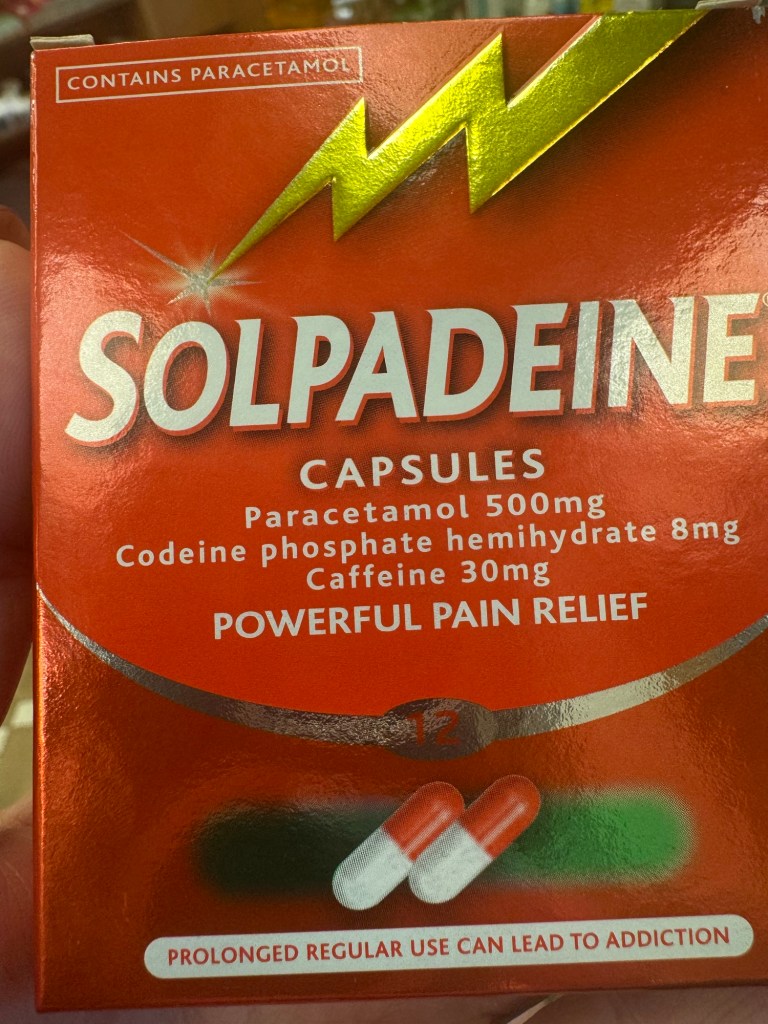 CONTAINS PARACETAMOL
SOLPADEINE®
CAPSULES
Paracetamol 500mg
Codeine phosphate hemihydrate 8mg
Caffeine 30mg
POWERFUL PAIN RELIEF
12
PROLONGED REGULAR USE CAN LEAD TO ADDICTION